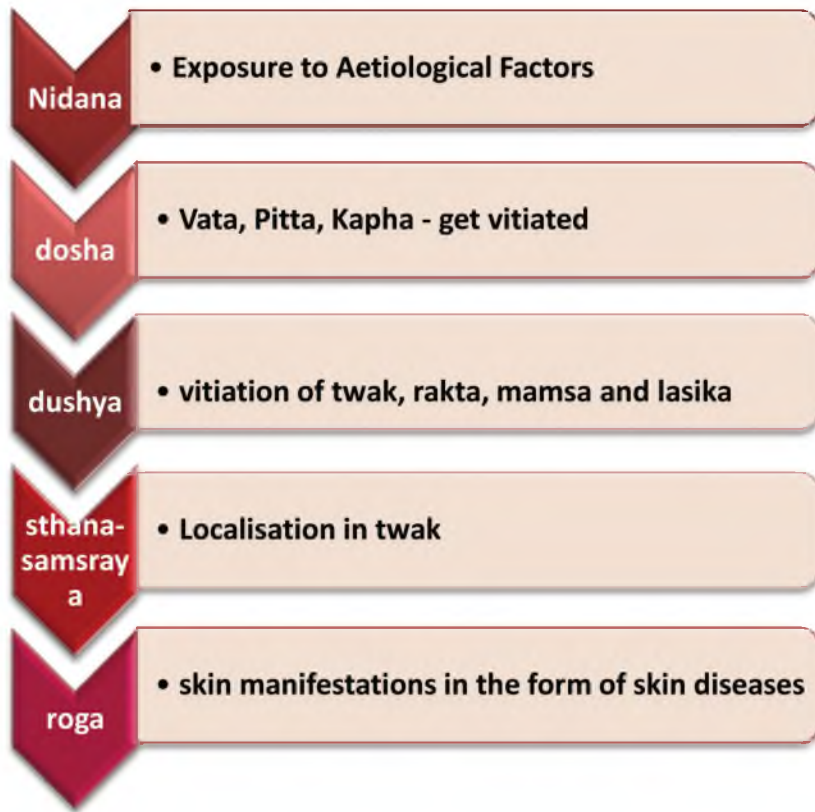 Nidana
• Exposure to Aetiological Factors
dosha
• Vata, Pitta, Kapha - get vitiated
dushya
• vitiation of twak, rakta, mamsa and lasika
sthana-
samsray
a
• Localisation in twak
roga
• skin manifestations in the form of skin diseases